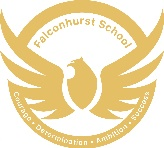 Falconhurst School
Courage • Determination • Ambition • Success